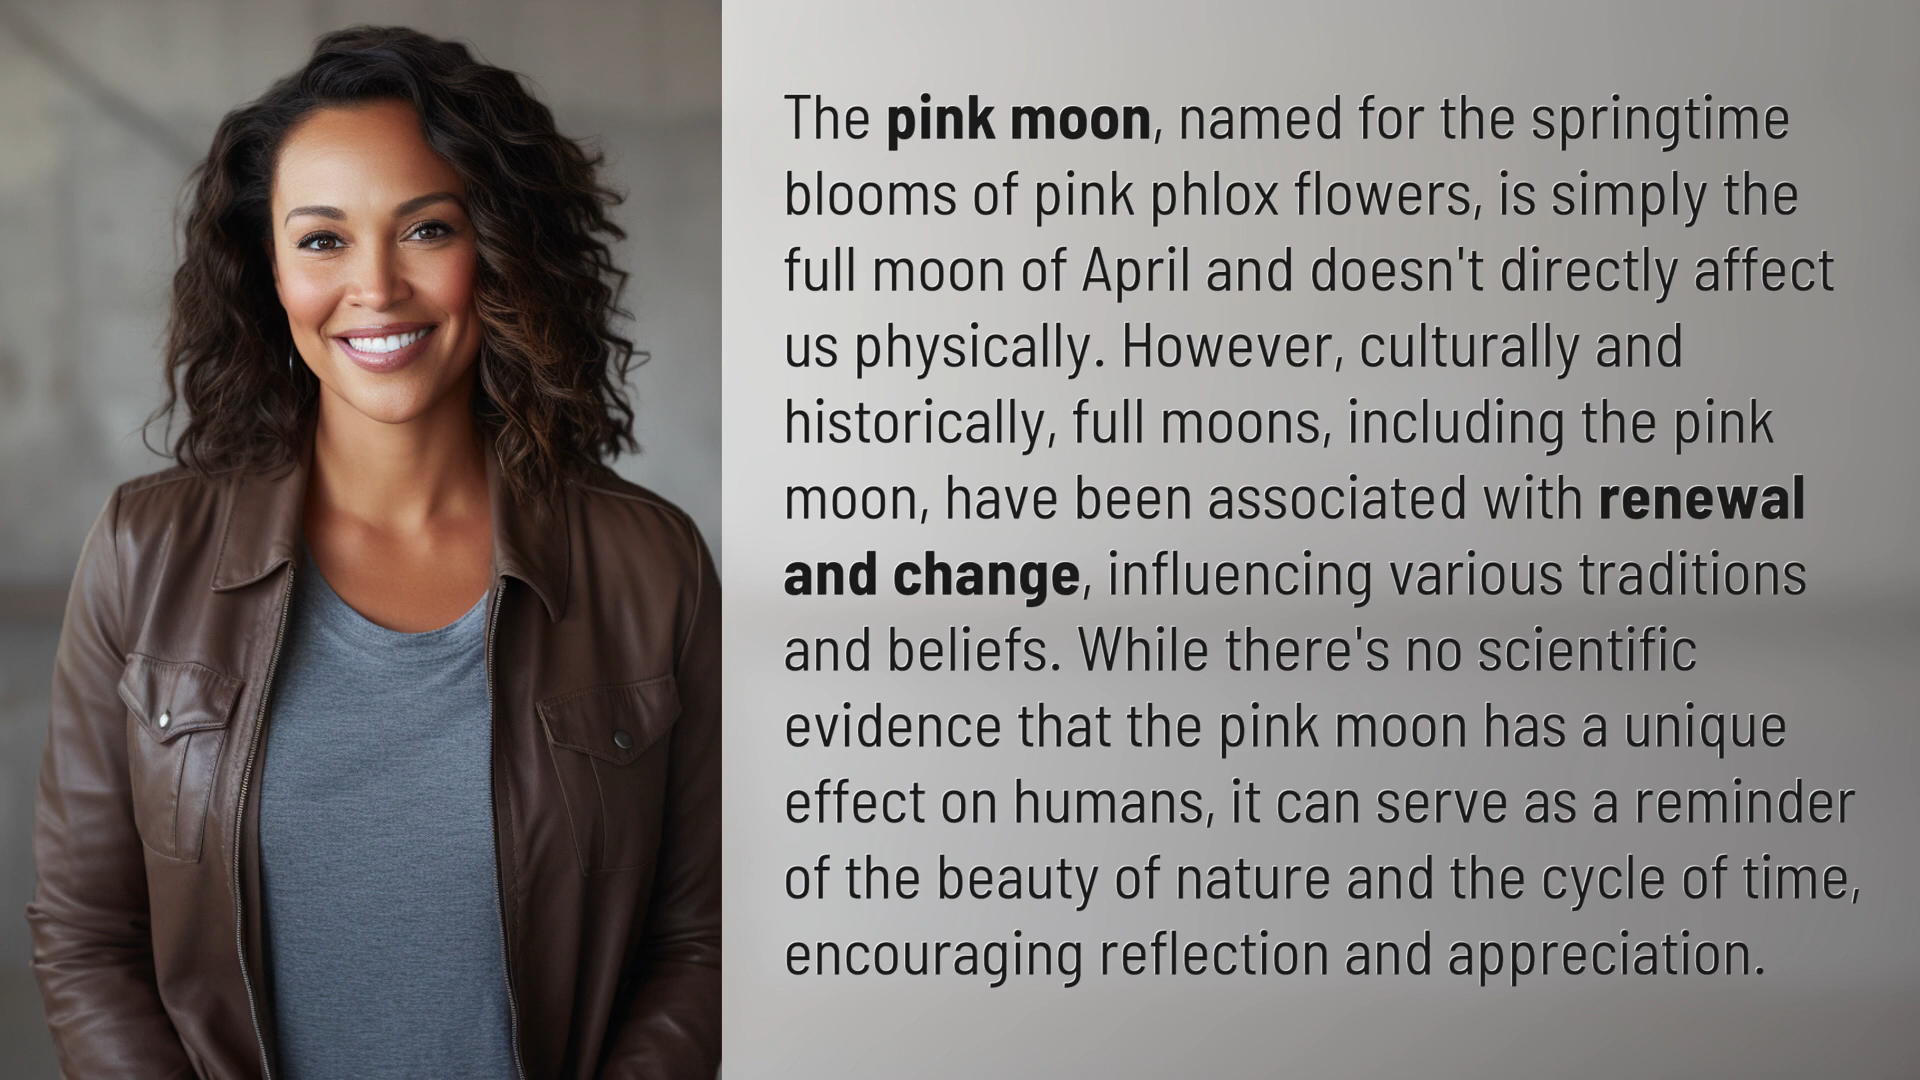 The pink moon, named for the springtime
blooms of pink phlox flowers, is simply the
full moon of April and doesn't directly affect
us physically. However, culturally and
historically, full moons, including the pink
moon, have been associated with renewal
and change, influencing various traditions
and beliefs. While there's no scientific
evidence that the pink moon has a unique
effect on humans, it can serve as a reminder
of the beauty of nature and the cycle of time,
encouraging reflection and appreciation.